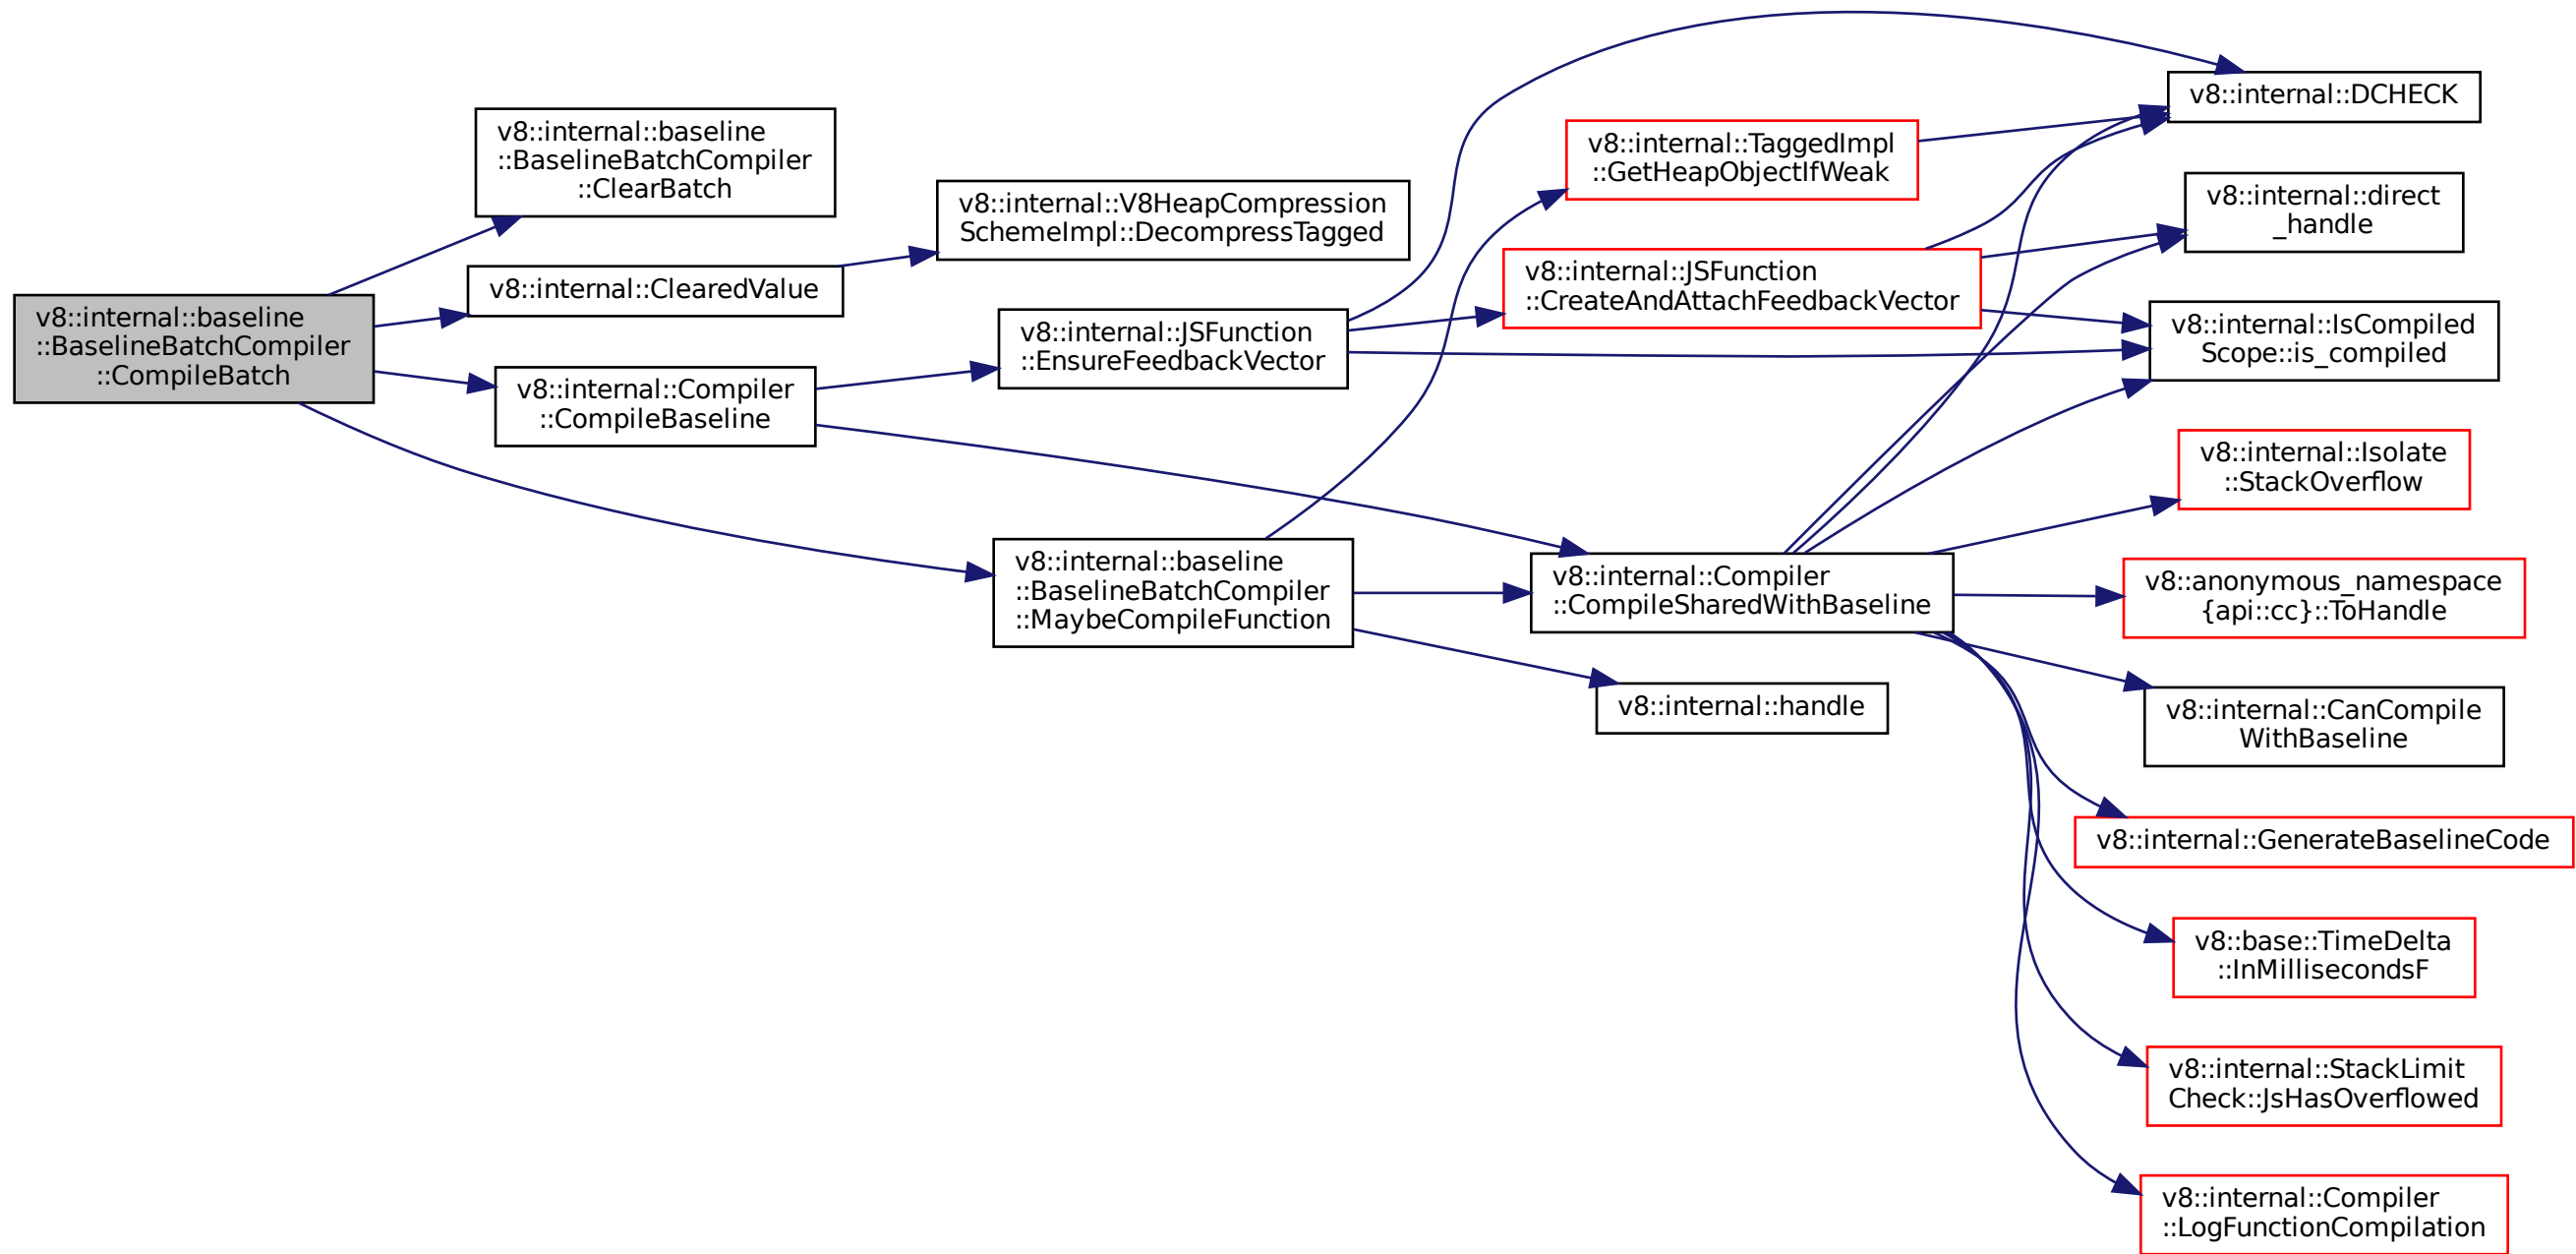 v8::internal::baseline
::BaselineBatchCompiler
::CompileBatch
v8::internal::baseline
::BaselineBatchCompiler
::ClearBatch
v8::internal::ClearedValue
v8::internal::Compiler
::CompileBaseline
v8::internal::V8HeapCompression
SchemeImpl::DecompressTagged
v8::internal::JSFunction
::EnsureFeedbackVector
v8::internal::baseline
::BaselineBatchCompiler
::MaybeCompileFunction
v8::internal::TaggedImpl
::GetHeapObjectIfWeak
v8::internal::JSFunction
::CreateAndAttachFeedbackVector
v8::internal::Compiler
::CompileSharedWithBaseline
v8::internal::handle
v8::internal::DCHECK
v8::internal::direct
_handle
v8::internal::IsCompiled
Scope::is_compiled
v8::internal::Isolate
::StackOverflow
v8::anonymous_namespace
{api::cc}::ToHandle
v8::internal::CanCompile
WithBaseline
v8::internal::GenerateBaselineCode
v8::base::TimeDelta
::InMillisecondsF
v8::internal::StackLimit
Check::JsHasOverflowed
v8::internal::Compiler
::LogFunctionCompilation